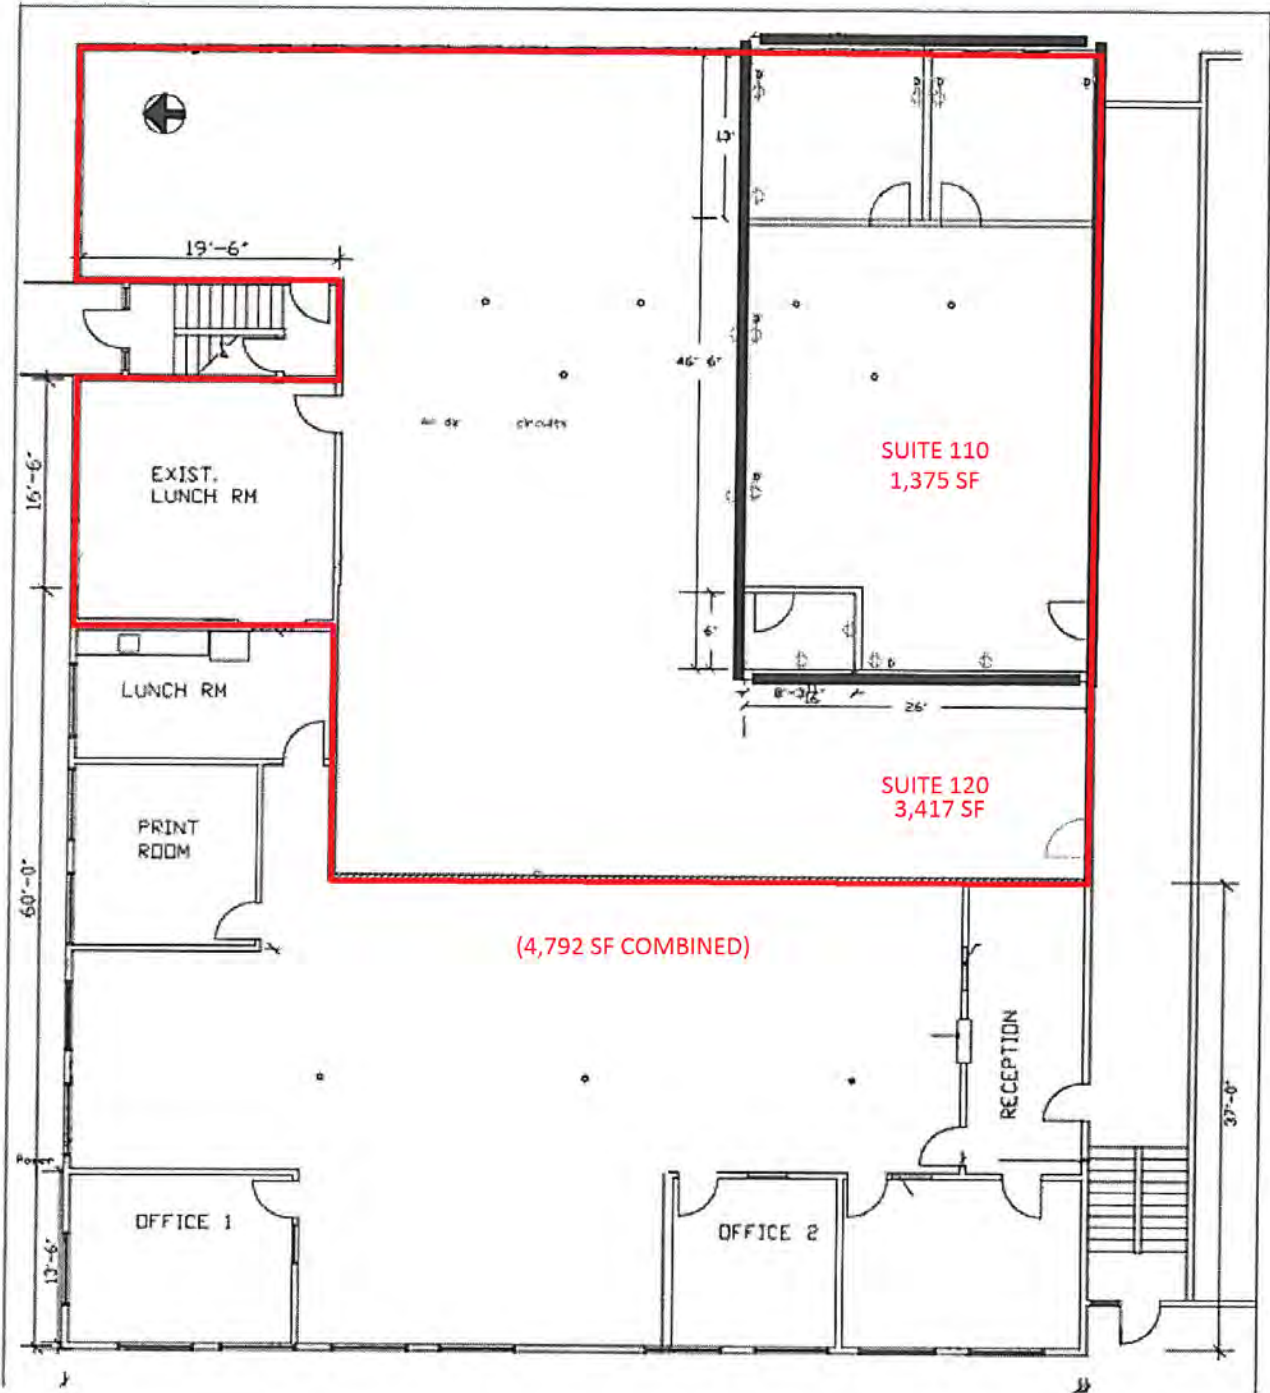 13'
19'-6"
46'-6"
circuits
SUITE 110
1,375 SF
EXIST.
LUNCH RM
16'-6"
6'
LUNCH RM
26'
SUITE 120
3,417 SF
PRINT
ROOM
60'-0"
(4,792 SF COMBINED)
RECEPTION
37'-0"
OFFICE 1
OFFICE 2
13'-6"